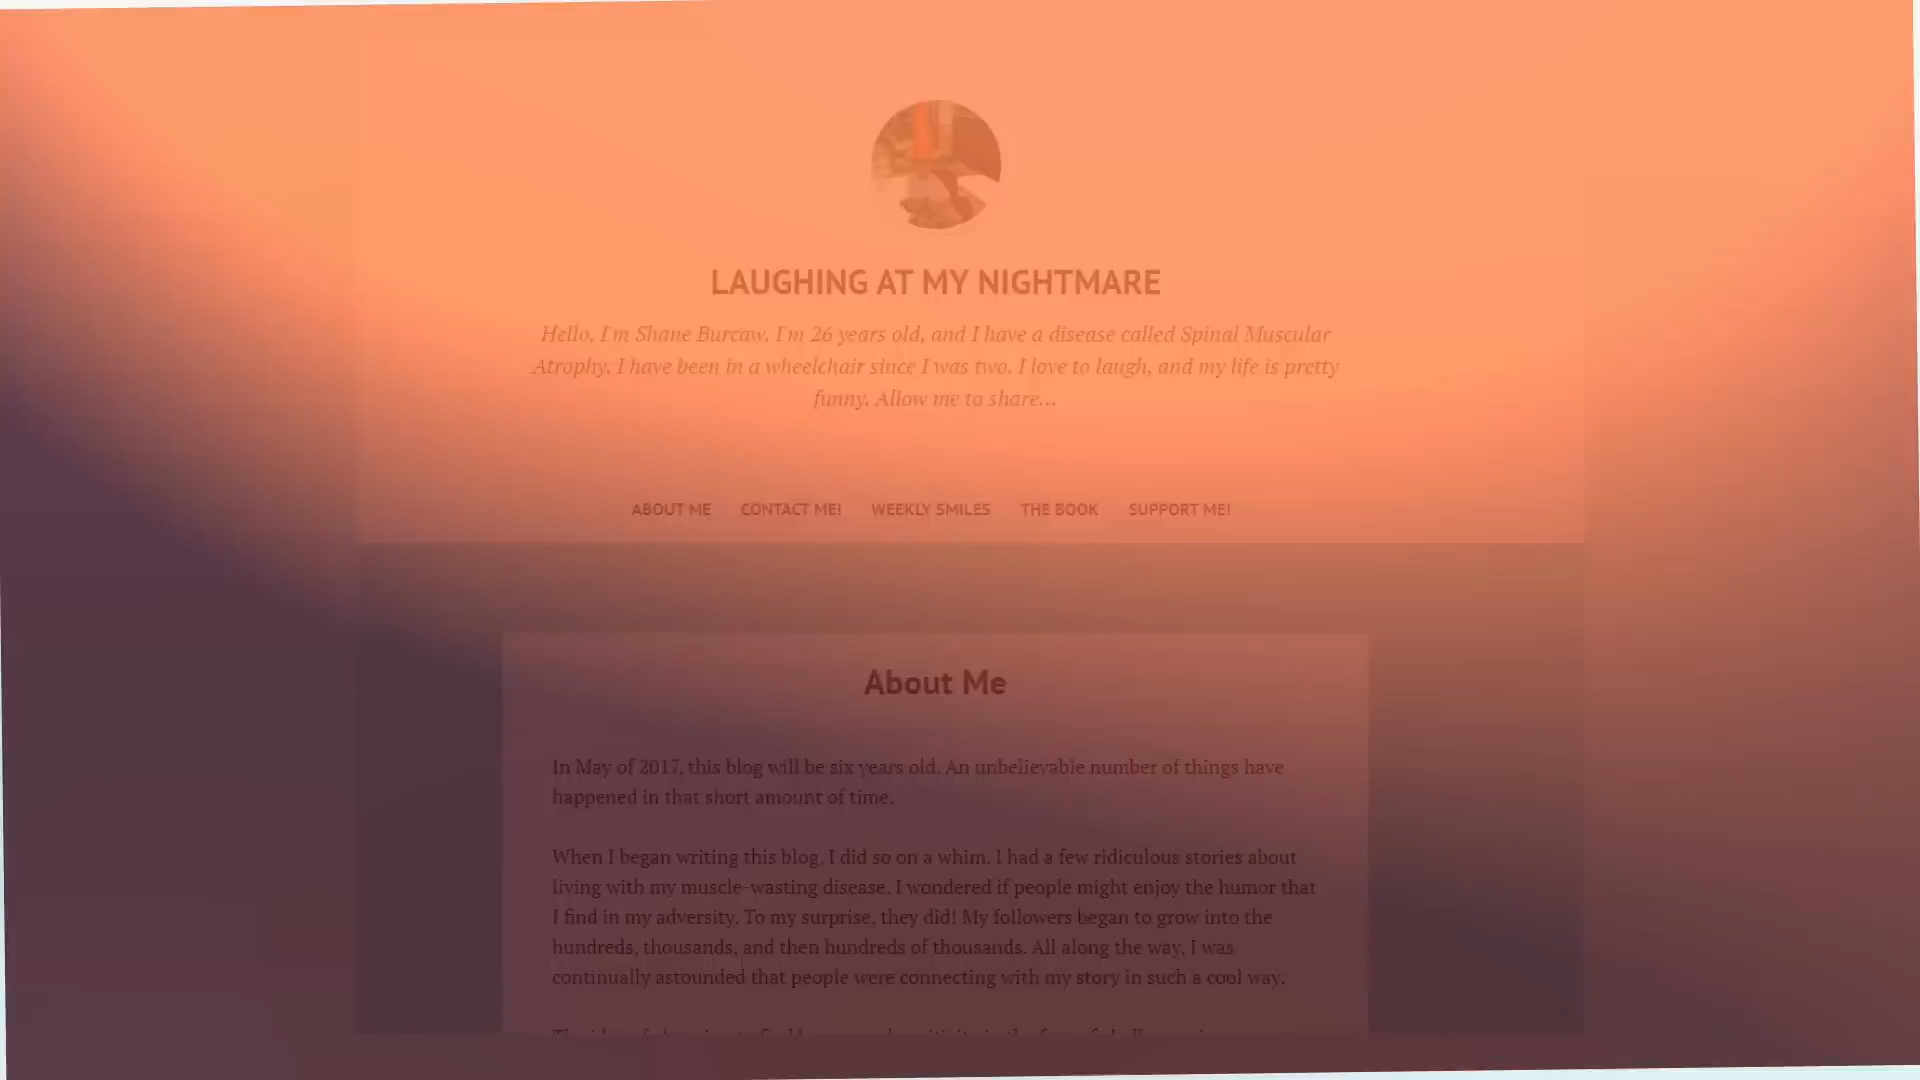 LAUGHING AT MY NIGHTMARE
Hello, I'm Shane Burcaw. I'm 26 years old, and I have a disease called Spinal Muscular
Atrophy. I have been in a wheelchair since I was two. I love to laugh, and my life is pretty
funny. Allow me to share...
ABOUT ME CONTACT ME! WEEKLY SMILES THE BOOK SUPPORT ME!
About Me
In May of 2017, this blog will be six years old. An unbelievable number of things have
happened in that short amount of time.
When I began writing this blog, I did so on a whim. I had a few ridiculous stories about
living with my muscle-wasting disease. I wondered if people might enjoy the humor that
I find in my adversity. To my surprise, they did! My followers began to grow into the
hundreds, thousands, and then hundreds of thousands. All along the way, I was
continually astounded that people were connecting with my story in such a cool way.